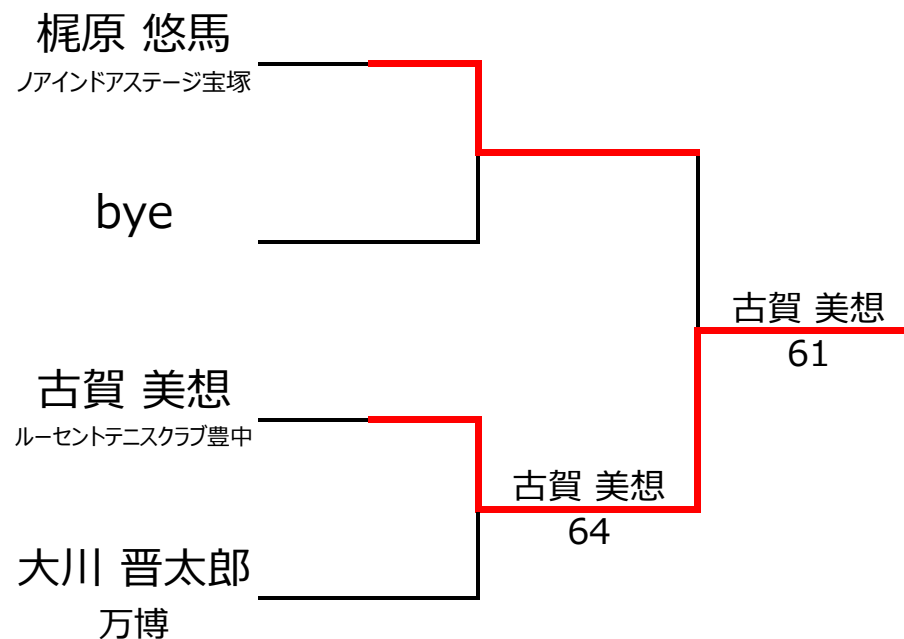 梶原 悠馬
ノアインドアステージ宝塚
bye
古賀 美想
61
古賀 美想
ルーセントテニスクラブ豊中
古賀 美想
64
大川 晋太郎
万博